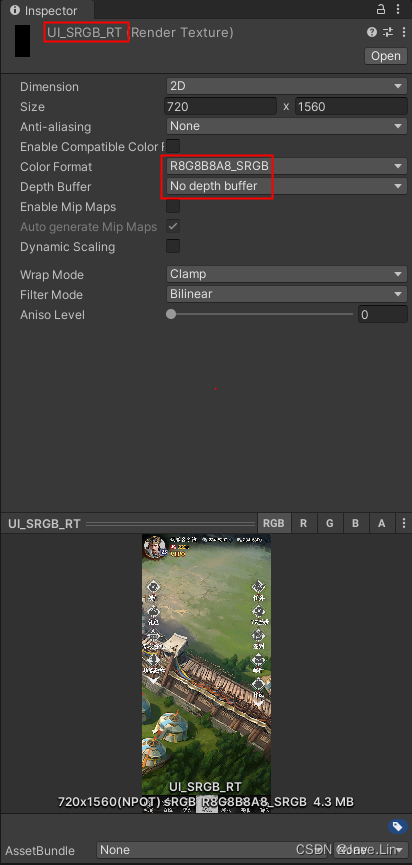 Inspector
UI_SRGB_RT (Render Texture)
Open
Dimension 2D
Size 720 x 1560
Anti-aliasing None
Enable Compatible Color F
Color Format R8G8B8A8_SRGB
Depth Buffer No depth buffer
Enable Mip Maps
Auto generate Mip Maps
Dynamic Scaling
Wrap Mode Clamp
Filter Mode Bilinear
Aniso Level 0
UI_SRGB_RT RGB R G B A
UI_SRGB_RT
720x1560(NPOT) sRGB R8G8B8A8_SRGB 4.3 MB
AssetBundle None
CSDN @Jave.Lin